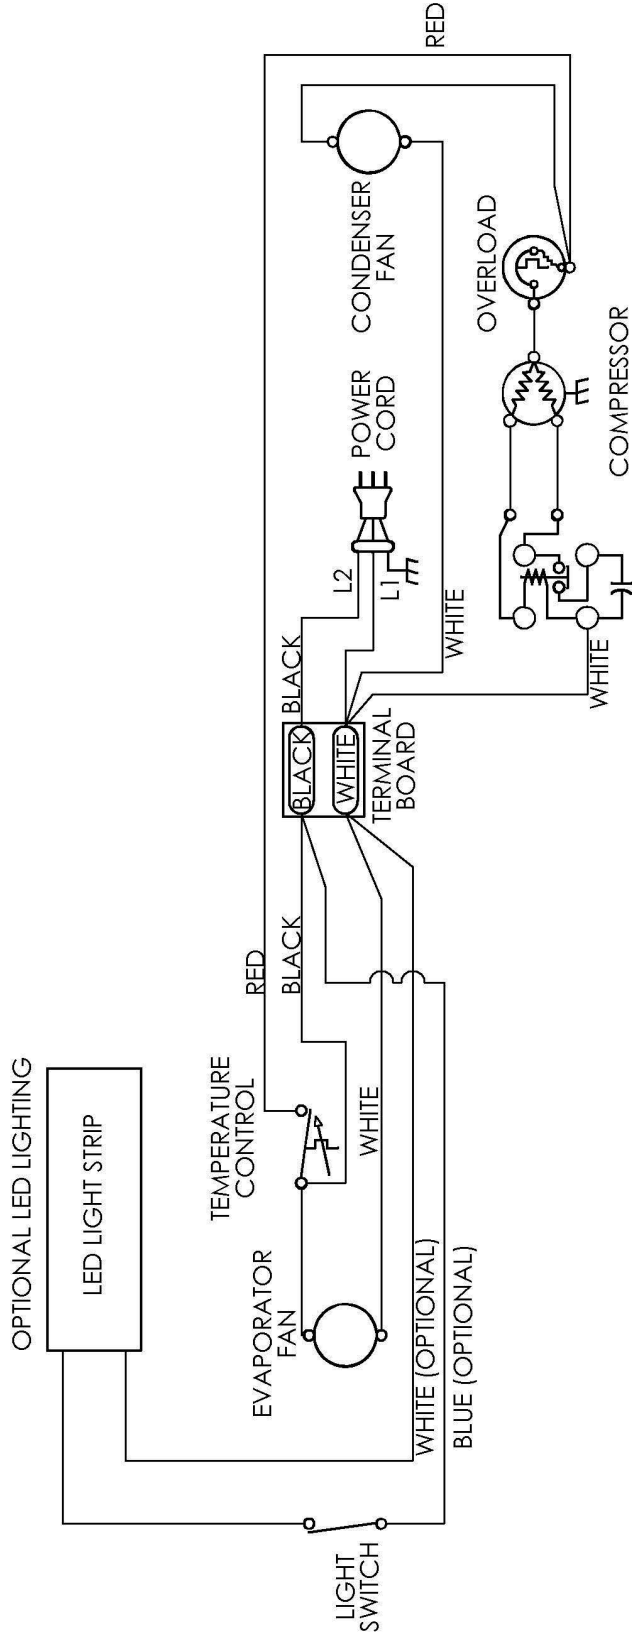 OPTIONAL LED LIGHTING
LED LIGHT STRIP
LIGHT
SWITCH
EVAPORATOR
FAN
TEMPERATURE
CONTROL
RED
BLACK
WHITE
WHITE (OPTIONAL)
BLUE (OPTIONAL)
BLACK
WHITE
TERMINAL
BOARD
BLACK
L2
L1
POWER
CORD
WHITE
WHITE
CONDENSER
FAN
OVERLOAD
COMPRESSOR
RED